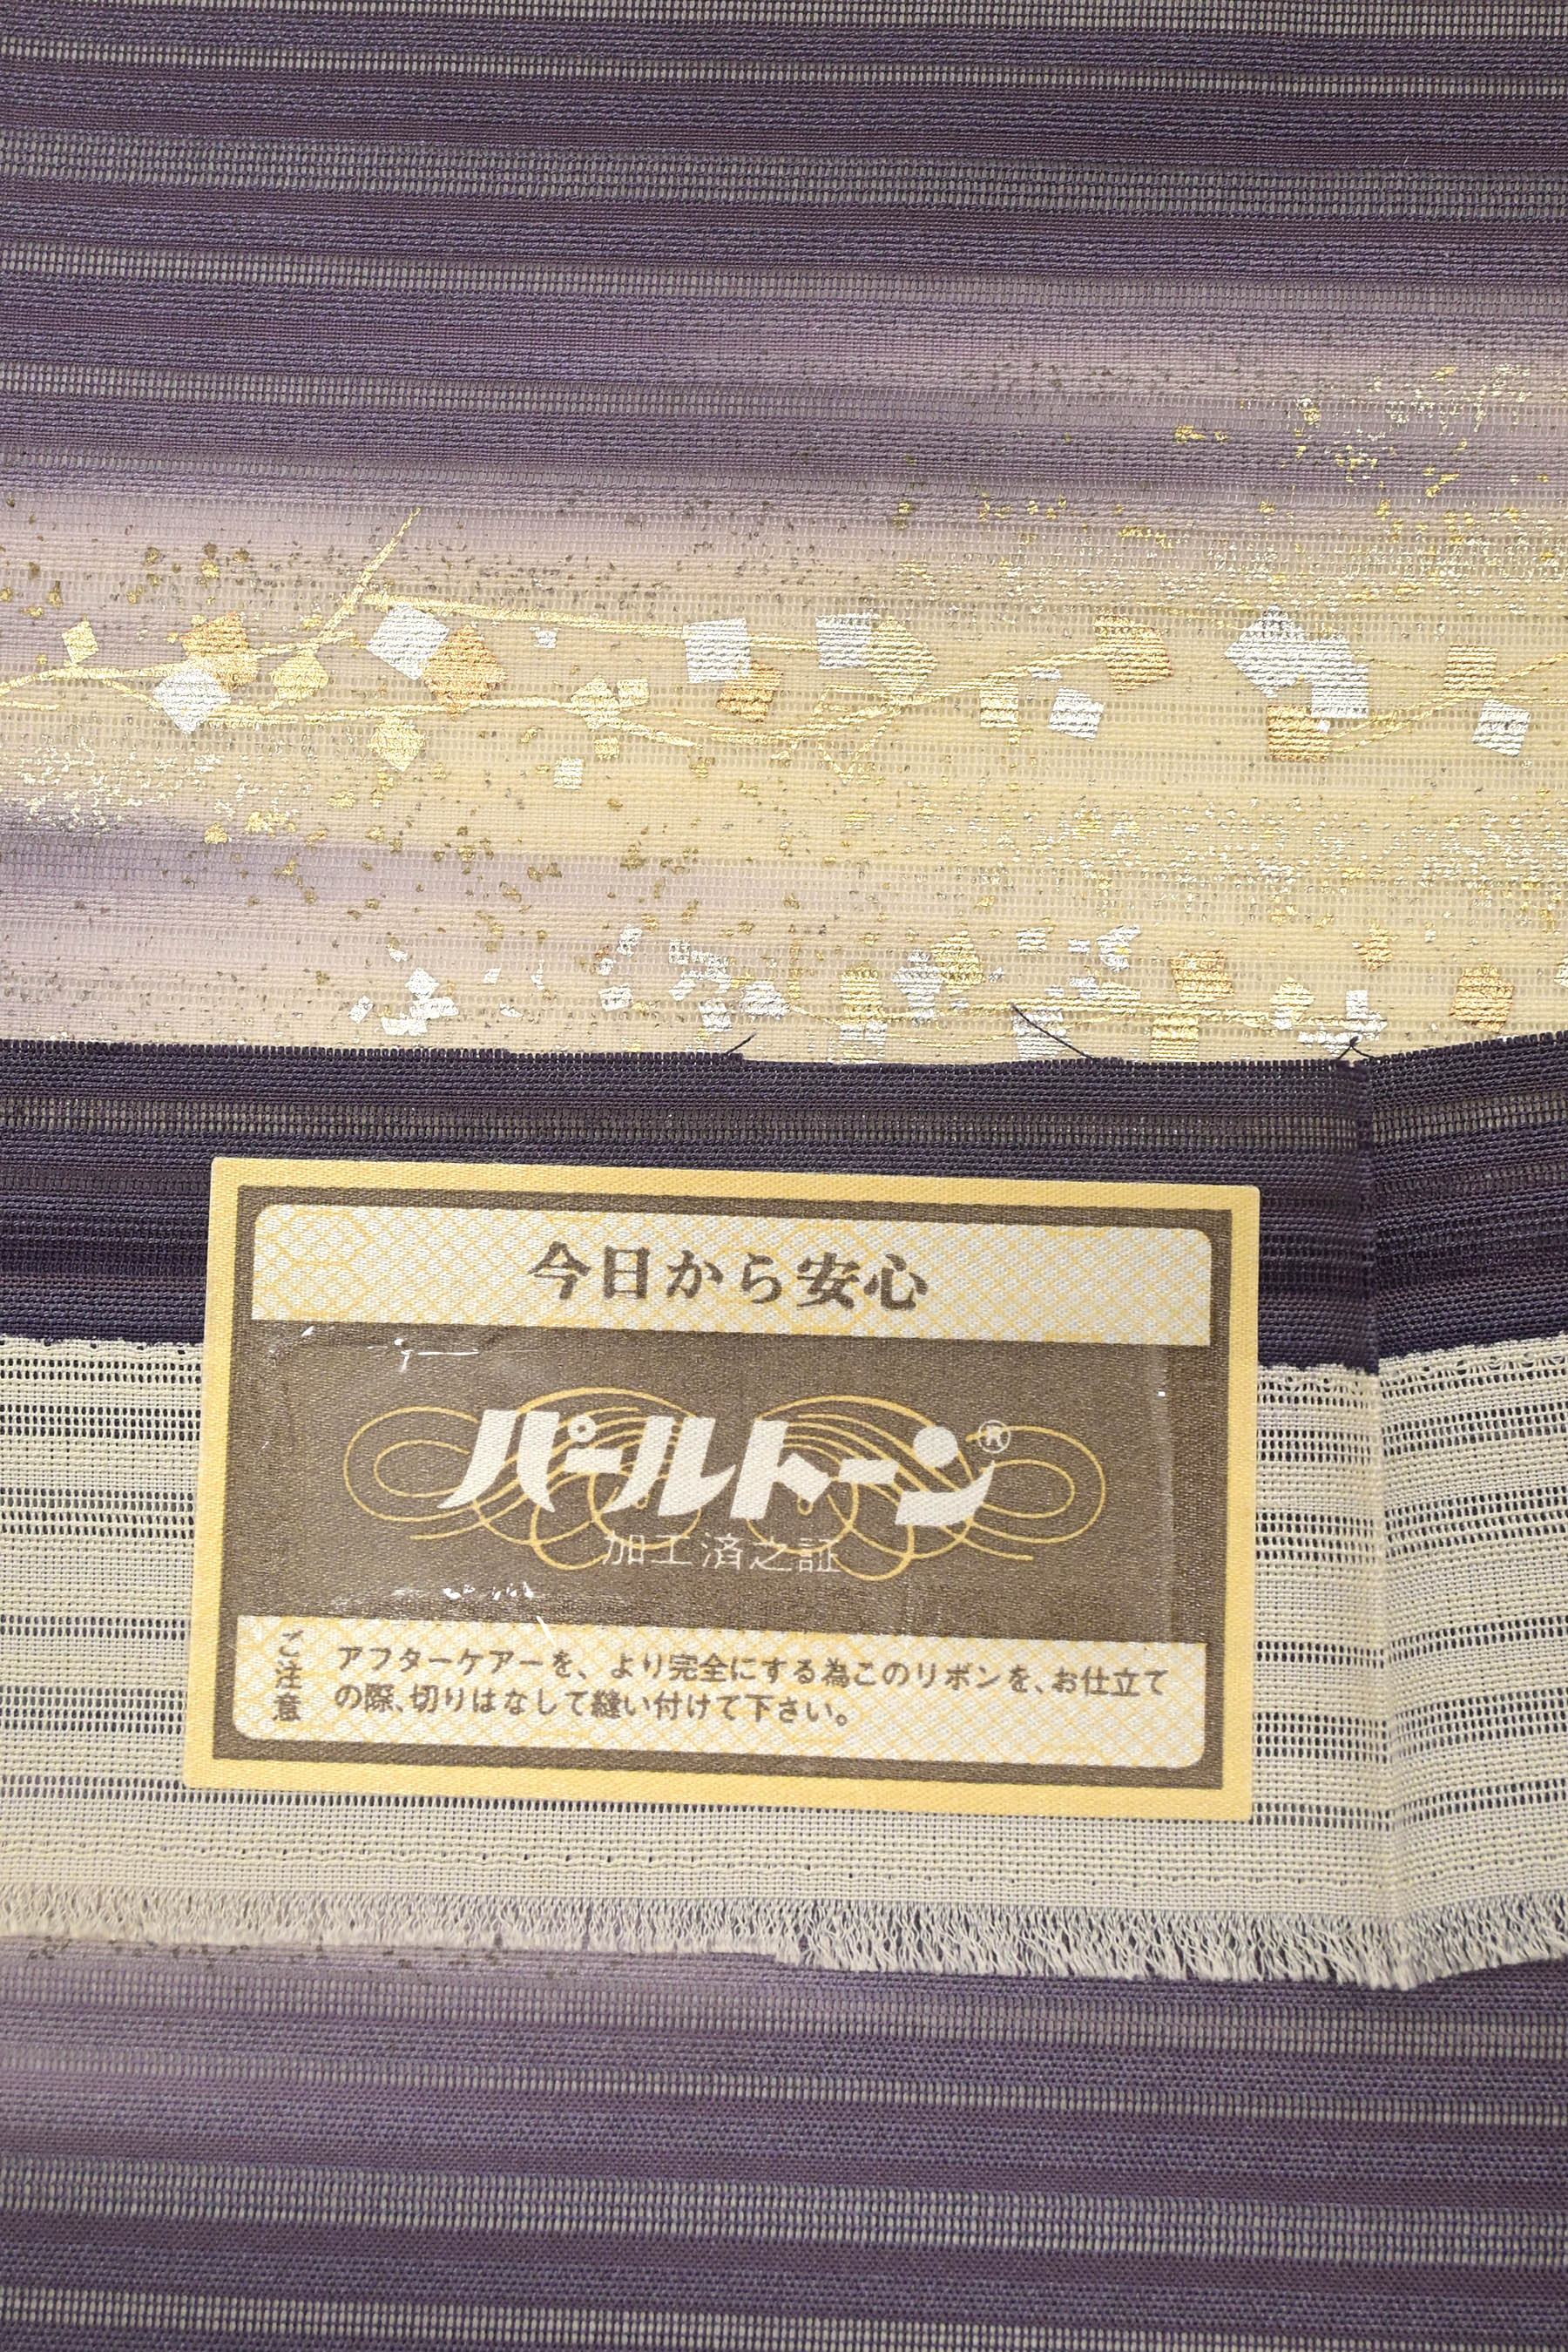 今日から安心
パールトーン®
加工済之証
ご注意
アフターケアーを、より完全にする為このリボンを、お仕立て
の際、切りはなして縫い付けて下さい。